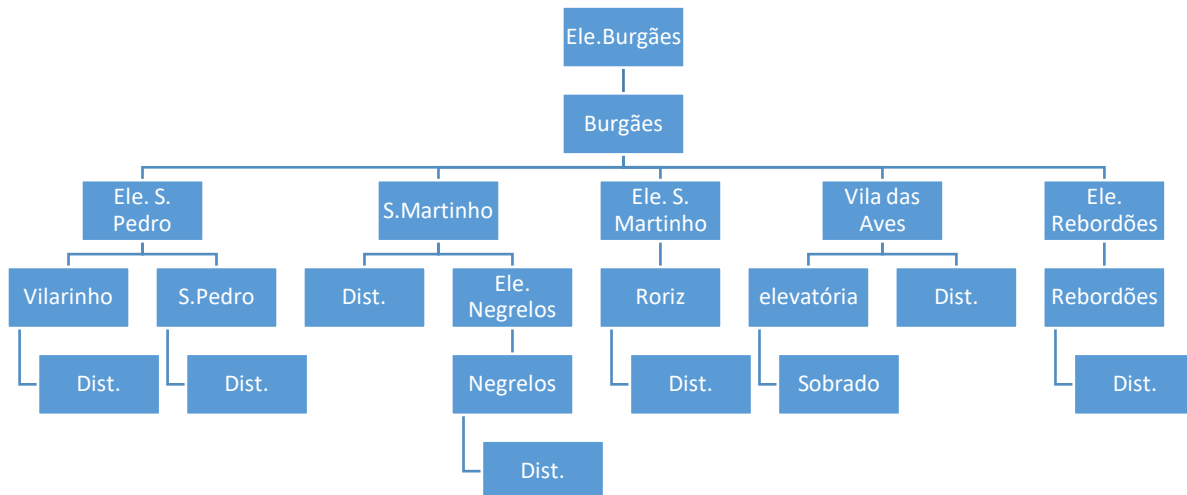 Ele.Burgães
Burgães
Ele. S.
Pedro
S.Martinho
Ele. S.
Martinho
Vila das
Aves
Ele.
Rebordões
Vilarinho
S.Pedro
Dist.
Ele.
Negrelos
Roriz
elevatória
Dist.
Rebordões
Dist.
Dist.
Negrelos
Dist.
Sobrado
Dist.
Dist.